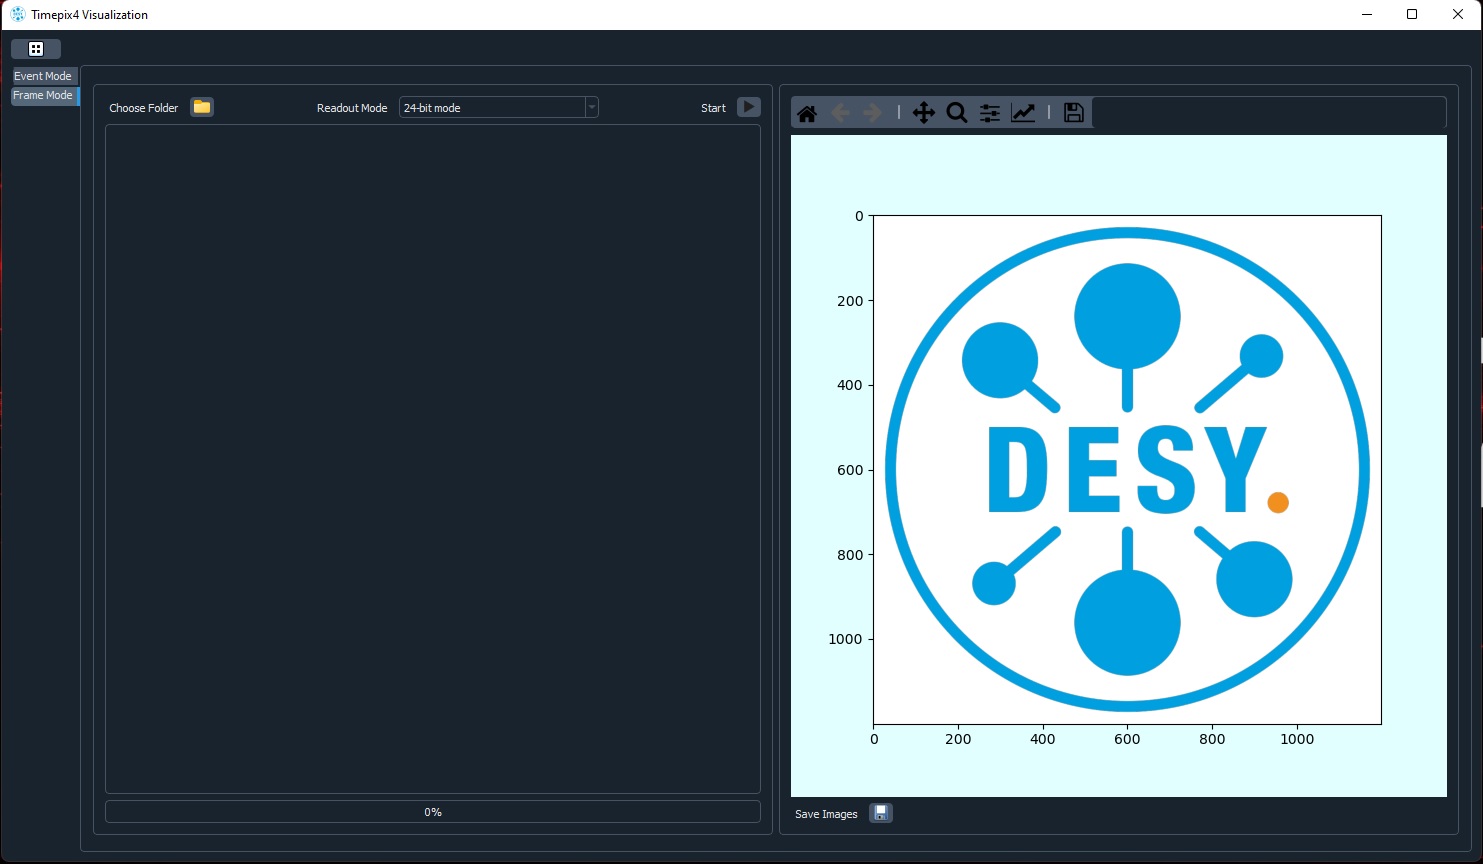 Timepix4 Visualization
Event Mode
Frame Mode
Choose Folder
Readout Mode
24-bit mode
Start
0%
0
200
400
600
800
1000
DESY.
0
200
400
600
800
1000
Save Images